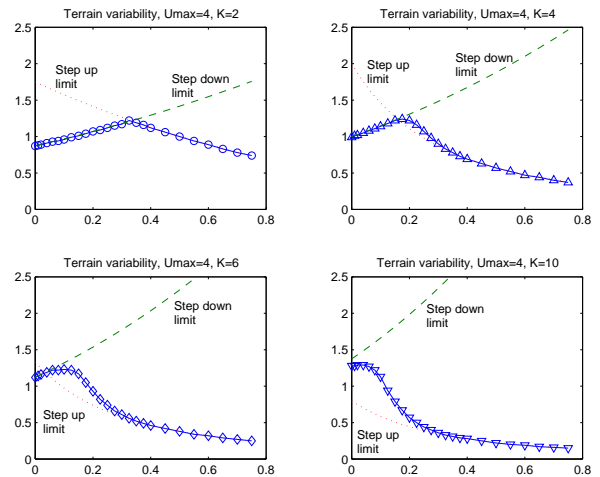 Terrain variability, Umax=4, K=2
2.5
2
1.5
1
0.5
0
0 0.2 0.4 0.6 0.8
Step up
limit
Step down
limit
Terrain variability, Umax=4, K=4
2.5
2
1.5
1
0.5
0
0 0.2 0.4 0.6 0.8
Step up
limit
Step down
limit
Terrain variability, Umax=4, K=6
2.5
2
1.5
1
0.5
0
0 0.2 0.4 0.6 0.8
Step down
limit
Step up
limit
Terrain variability, Umax=4, K=10
2.5
2
1.5
1
0.5
0
0 0.2 0.4 0.6 0.8
Step down
limit
Step up
limit